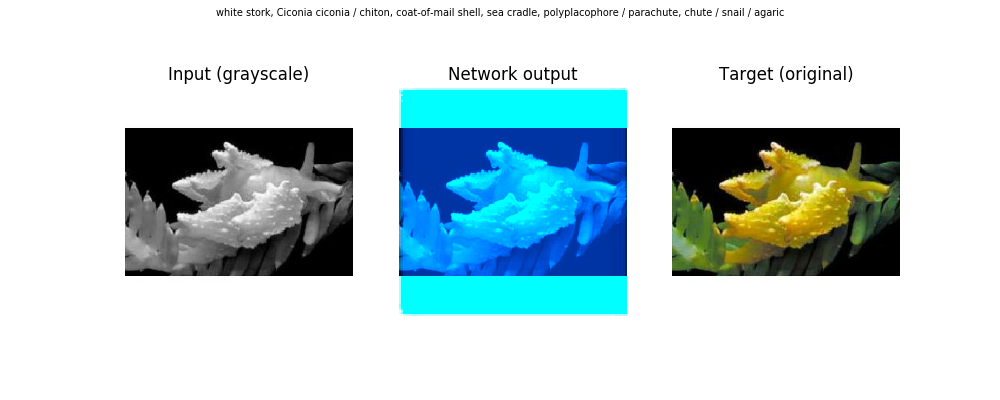 white stork, Ciconia ciconia / chiton, coat-of-mail shell, sea cradle, polyplacophore / parachute, chute / snail / agaric
Input (grayscale)
Network output
Target (original)